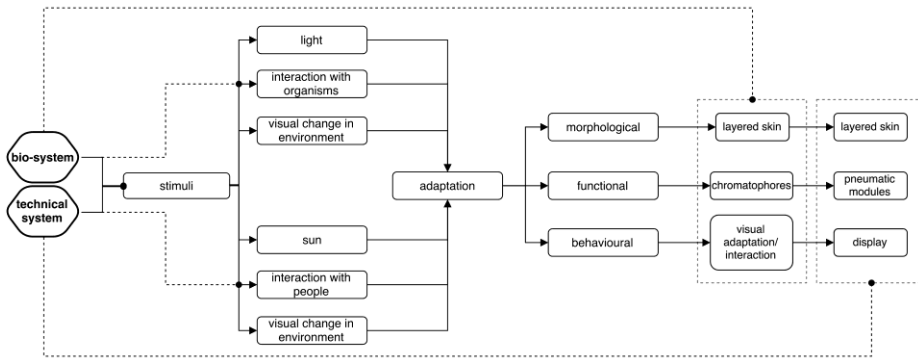 light
interaction with
organisms
visual change in
environment
bio-system
technical
system
stimuli
sun
interaction with
people
visual change in
environment
adaptation
morphological
functional
behavioural
layered skin
chromatophores
visual
adaptation/
interaction
layered skin
pneumatic
modules
display